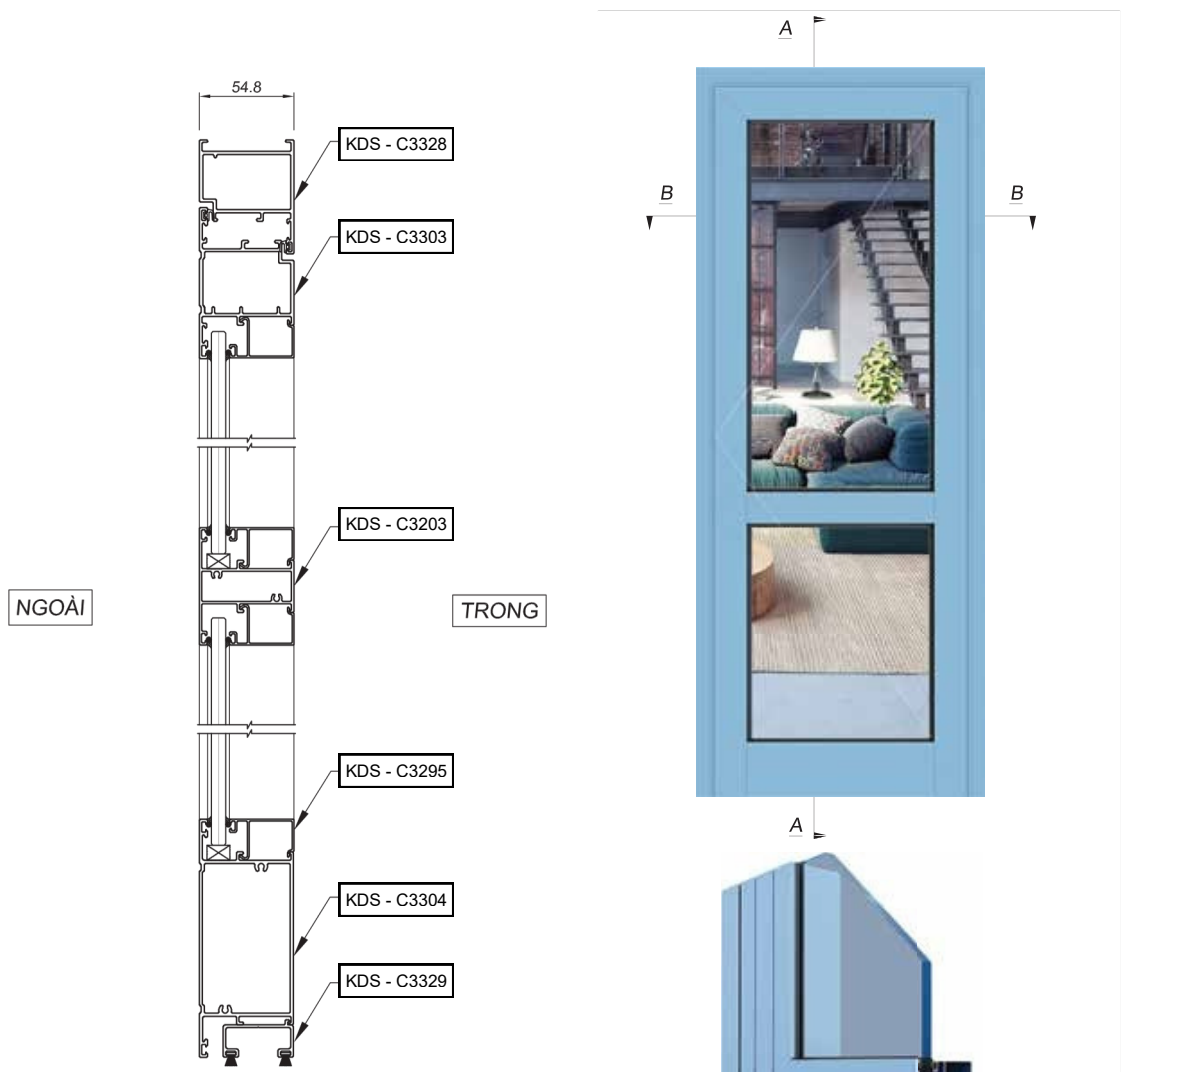 54.8
KDS - C3328
KDS - C3303
KDS - C3203
NGOÀI
TRONG
KDS - C3295
KDS - C3304
KDS - C3329
A
B
B
A